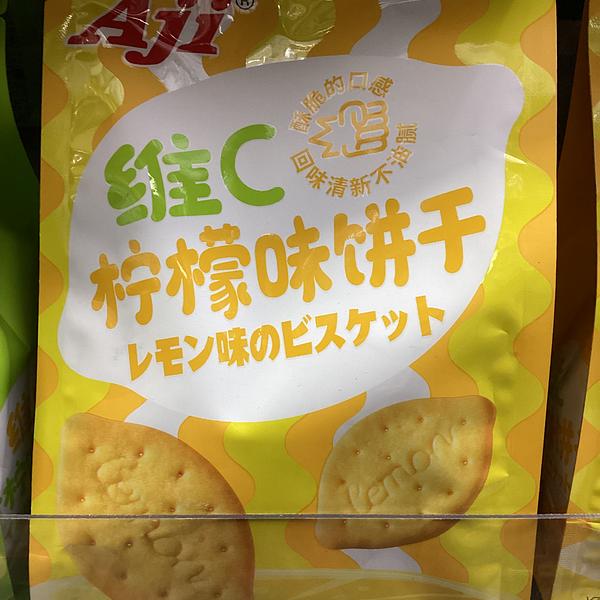 Aji®
酥脆的口感
回味清新不油腻
维C
柠檬味饼干
レモン味のビスケット
Lemon
lemon